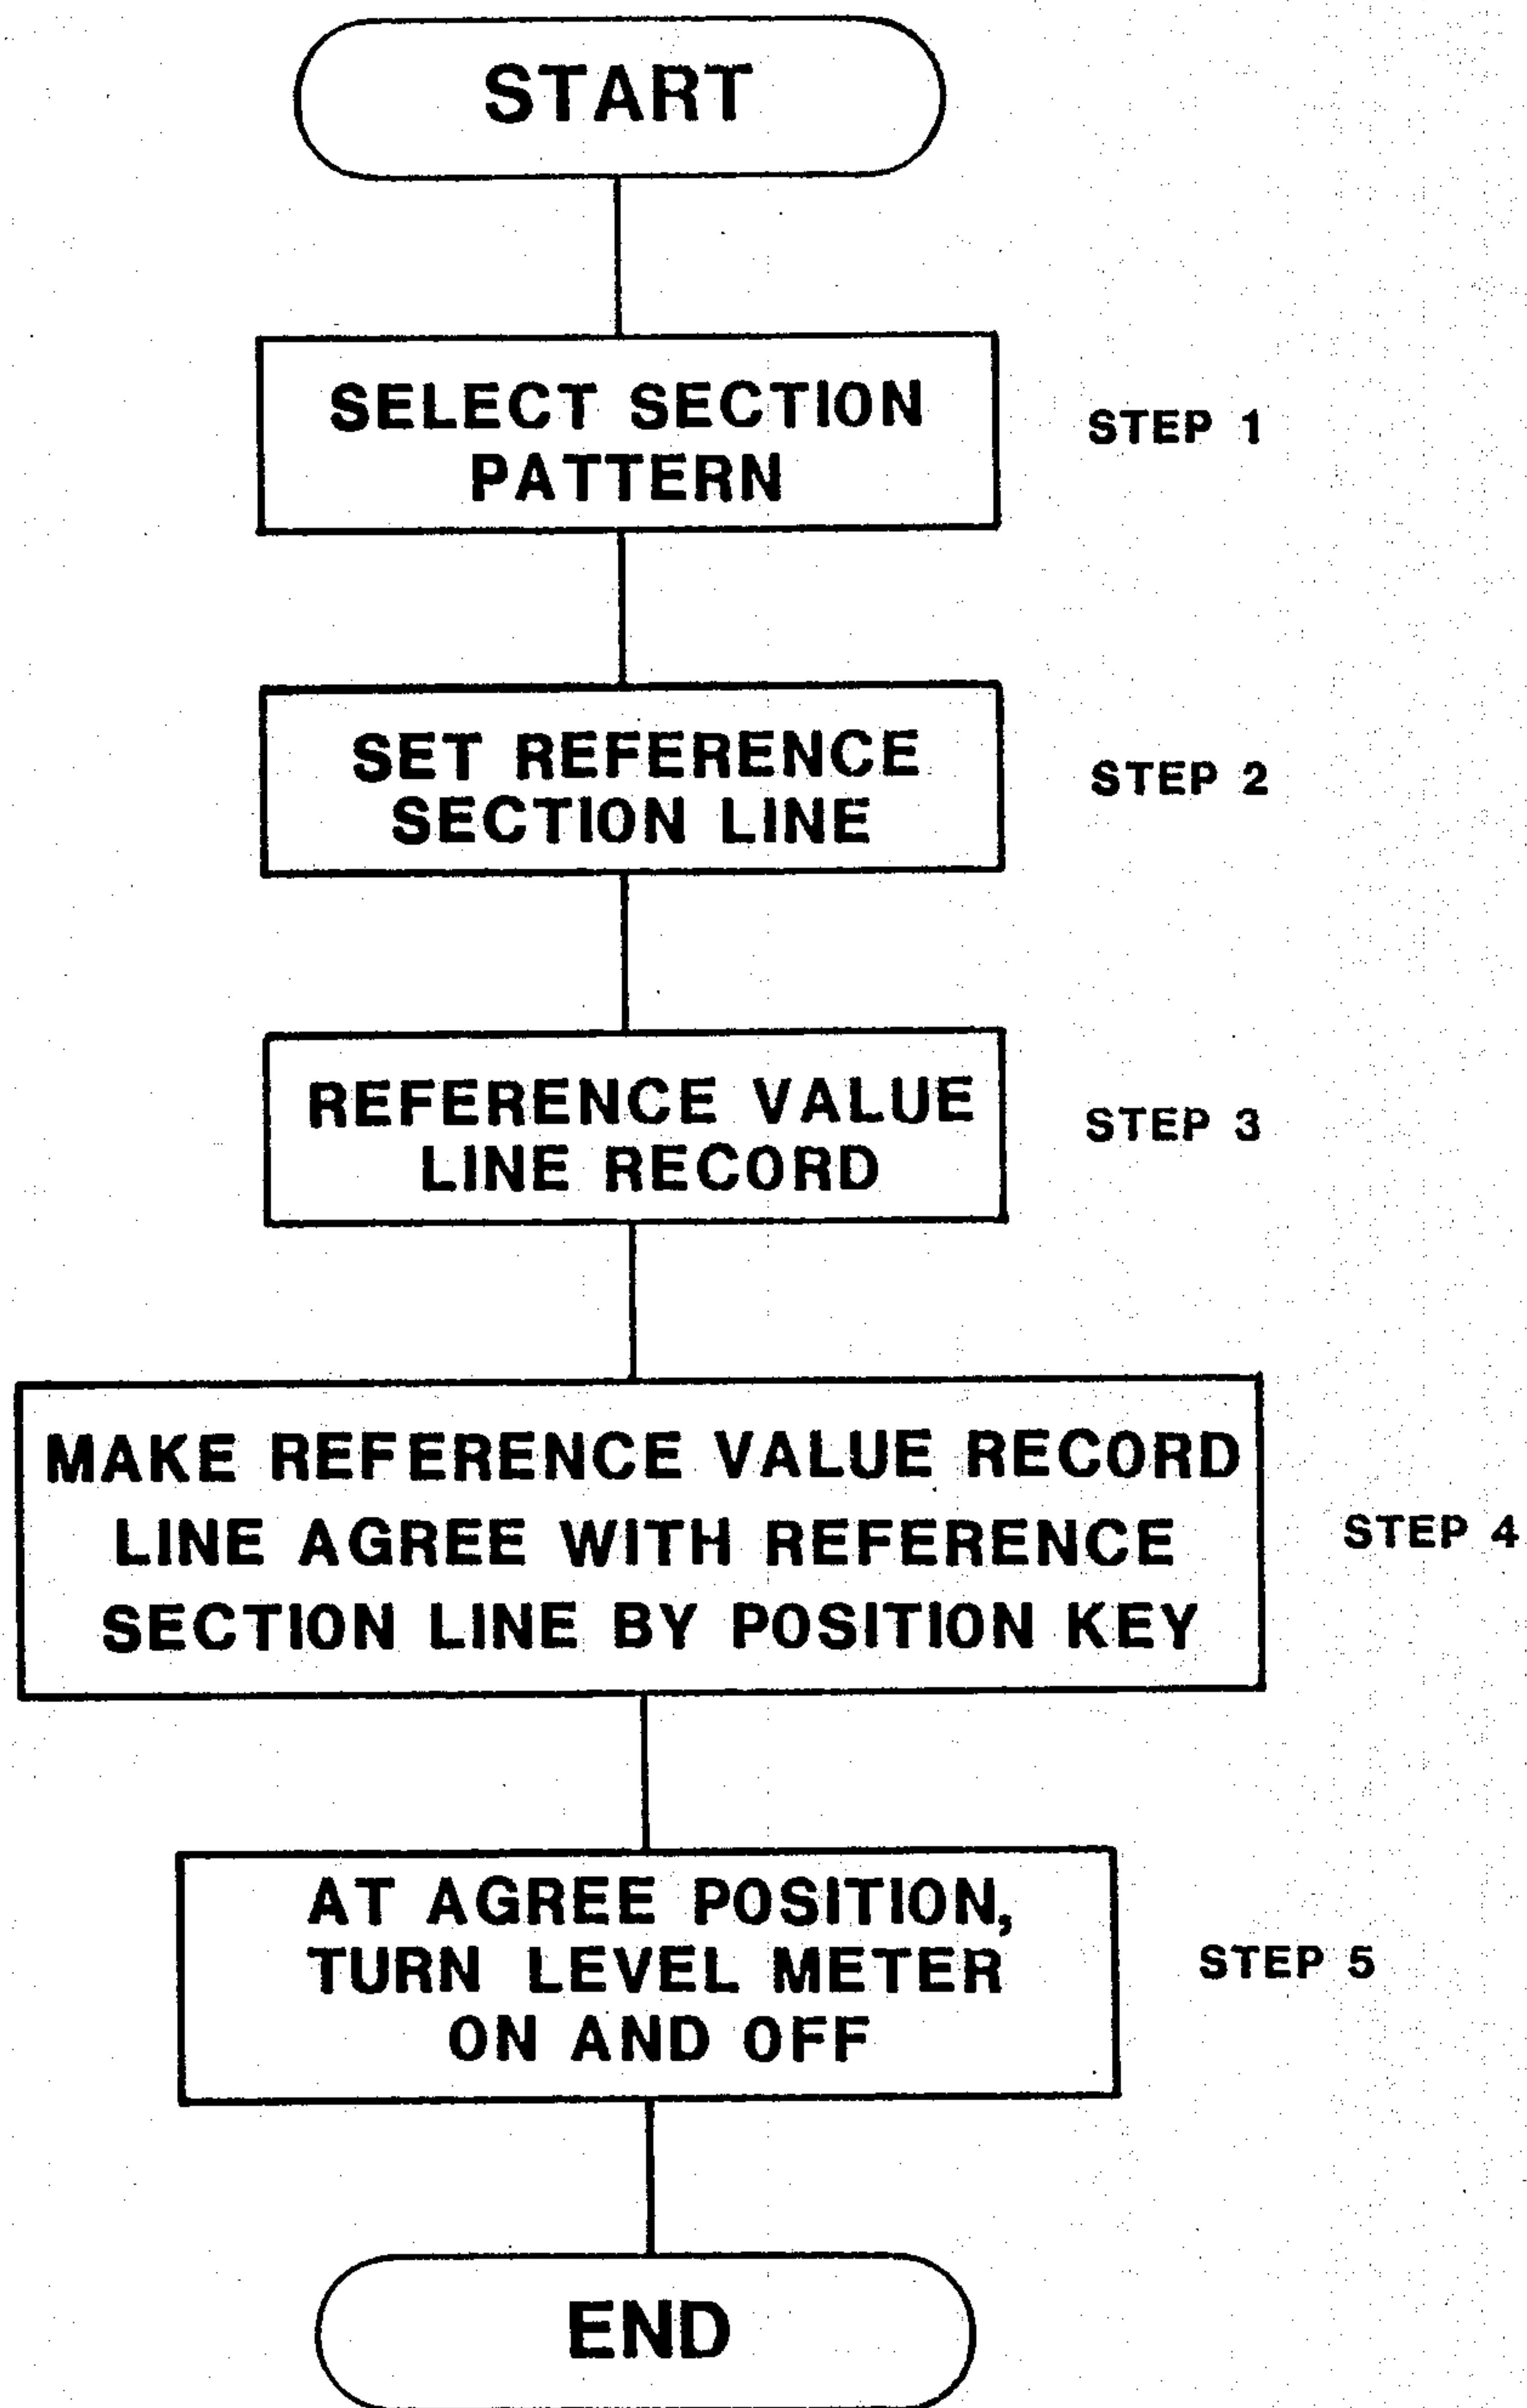 START
SELECT SECTION
PATTERN
STEP 1
SET REFERENCE
SECTION LINE
STEP 2
REFERENCE VALUE
LINE RECORD
STEP 3
MAKE REFERENCE VALUE RECORD
LINE AGREE WITH REFERENCE
SECTION LINE BY POSITION KEY
STEP 4
AT AGREE POSITION,
TURN LEVEL METER
ON AND OFF
STEP 5
END